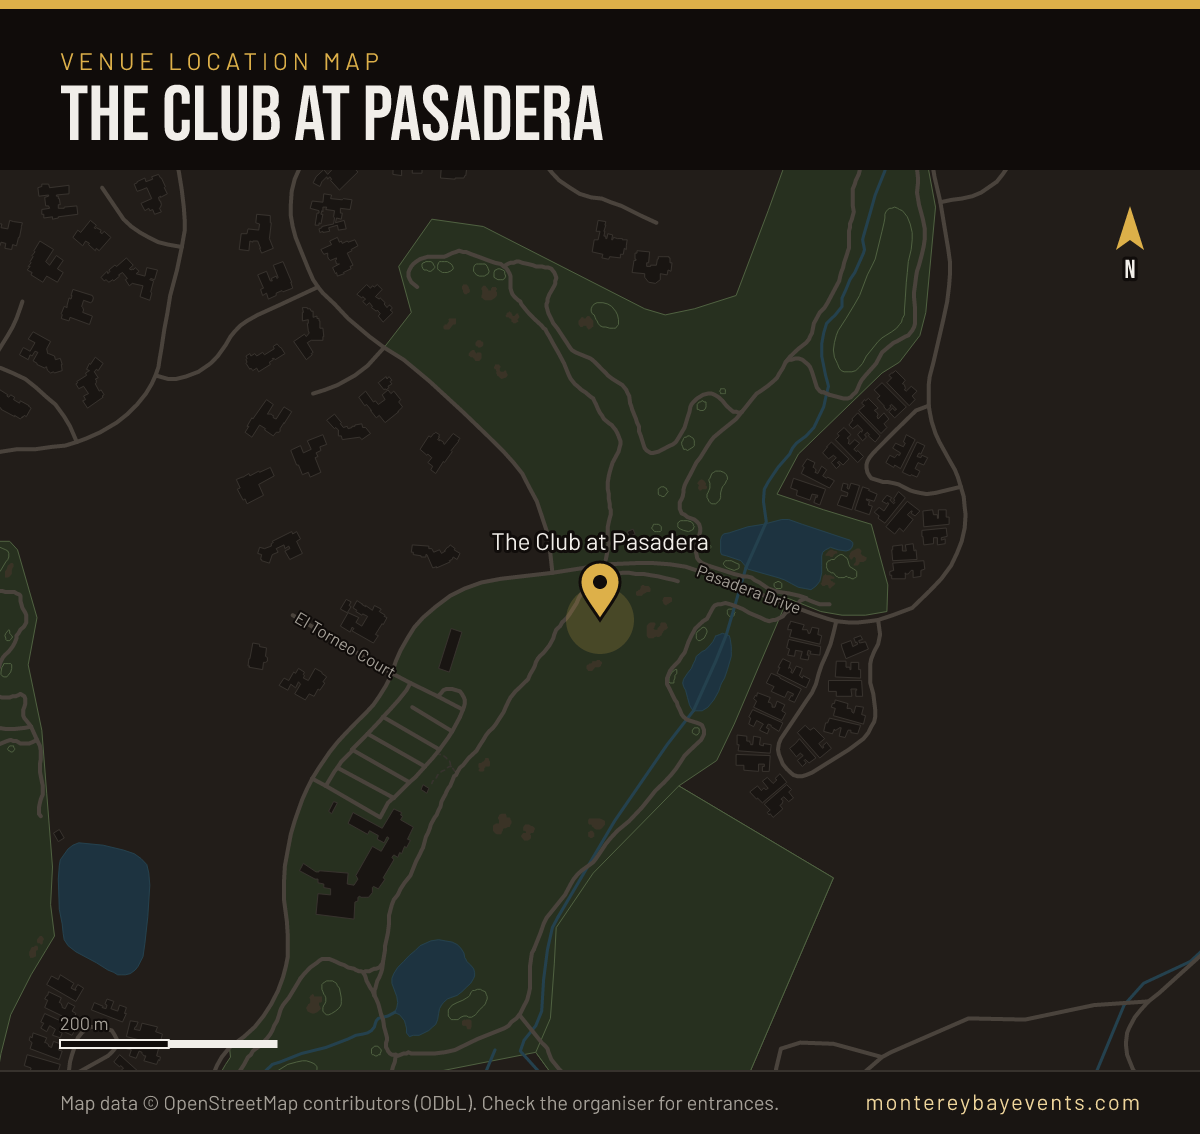 VENUE LOCATION MAP
THE CLUB AT PASADERA
N
The Club at Pasadera
Pasadera Drive
El Torneo Court
200 m
Map data © OpenStreetMap contributors (ODbL). Check the organiser for entrances.
montereybayevents.com